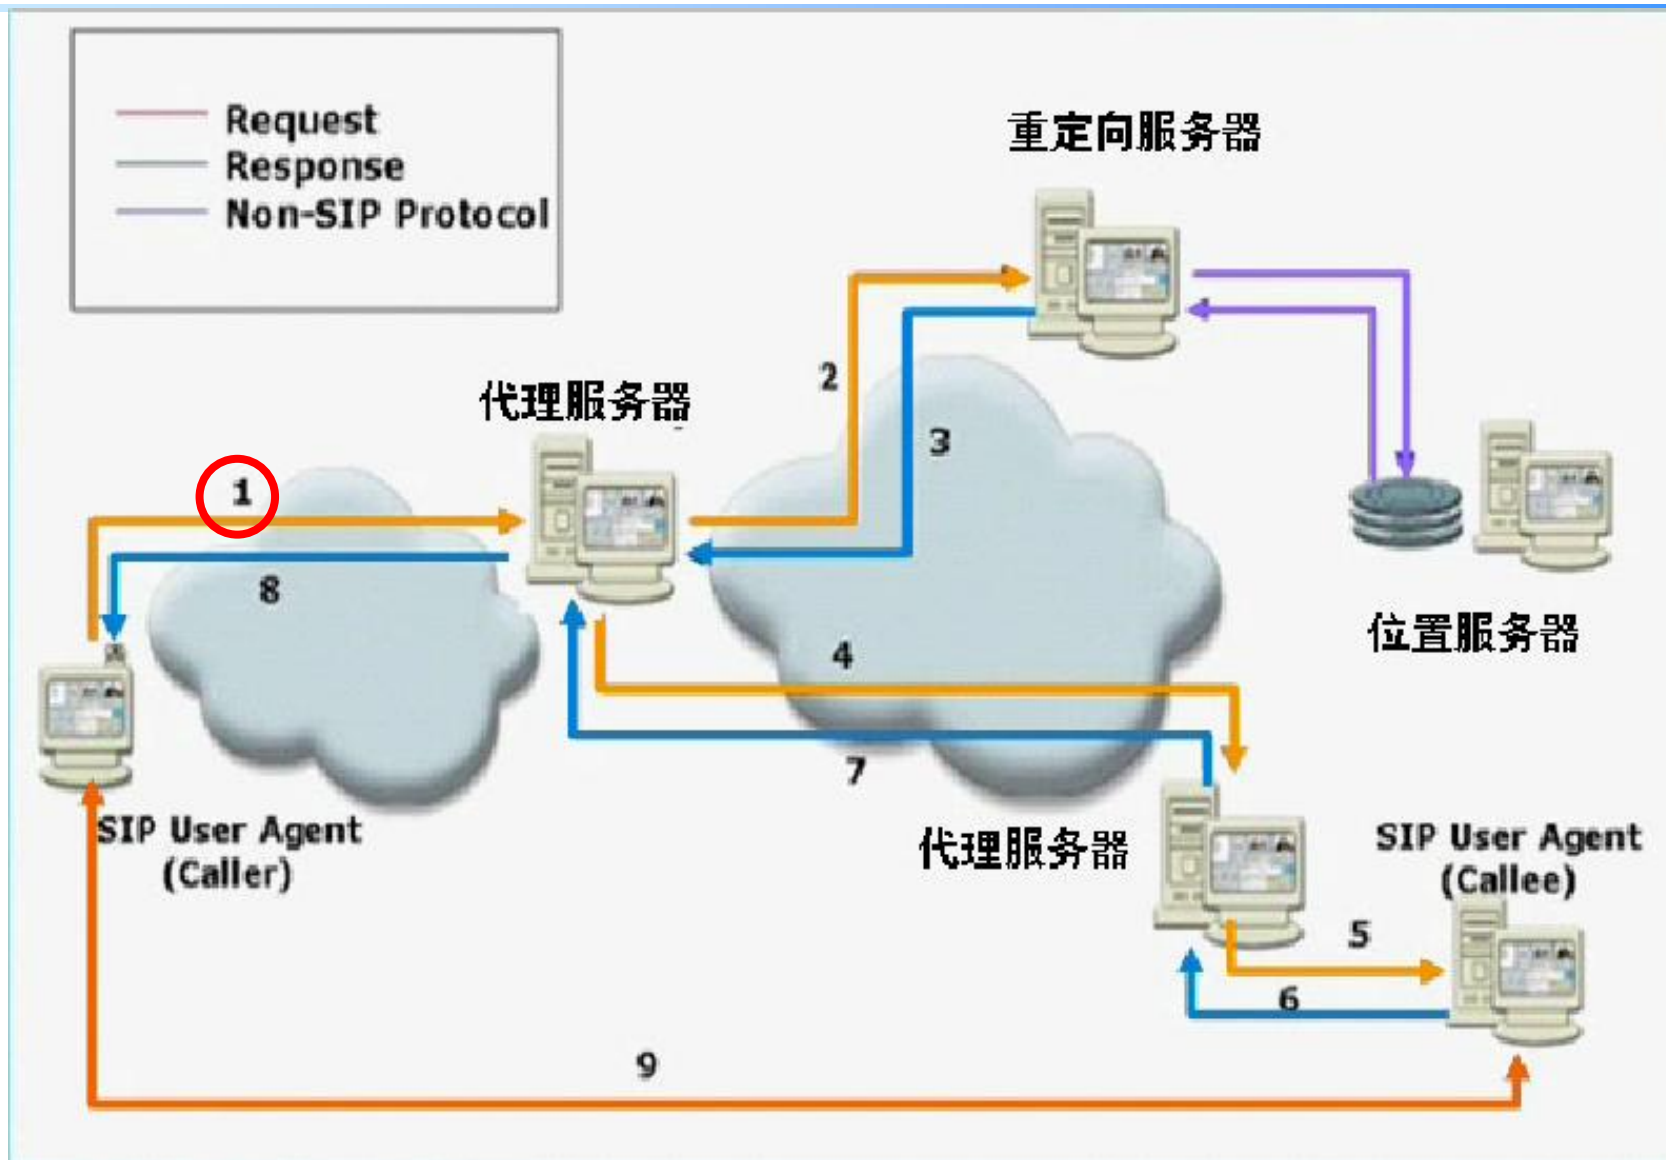 Request
Response
Non-SIP Protocol
重定向服务器
2
代理服务器
3
1
8
位置服务器
4
7
SIP User Agent
(Caller)
代理服务器
SIP User Agent
(Callee)
5
6
9